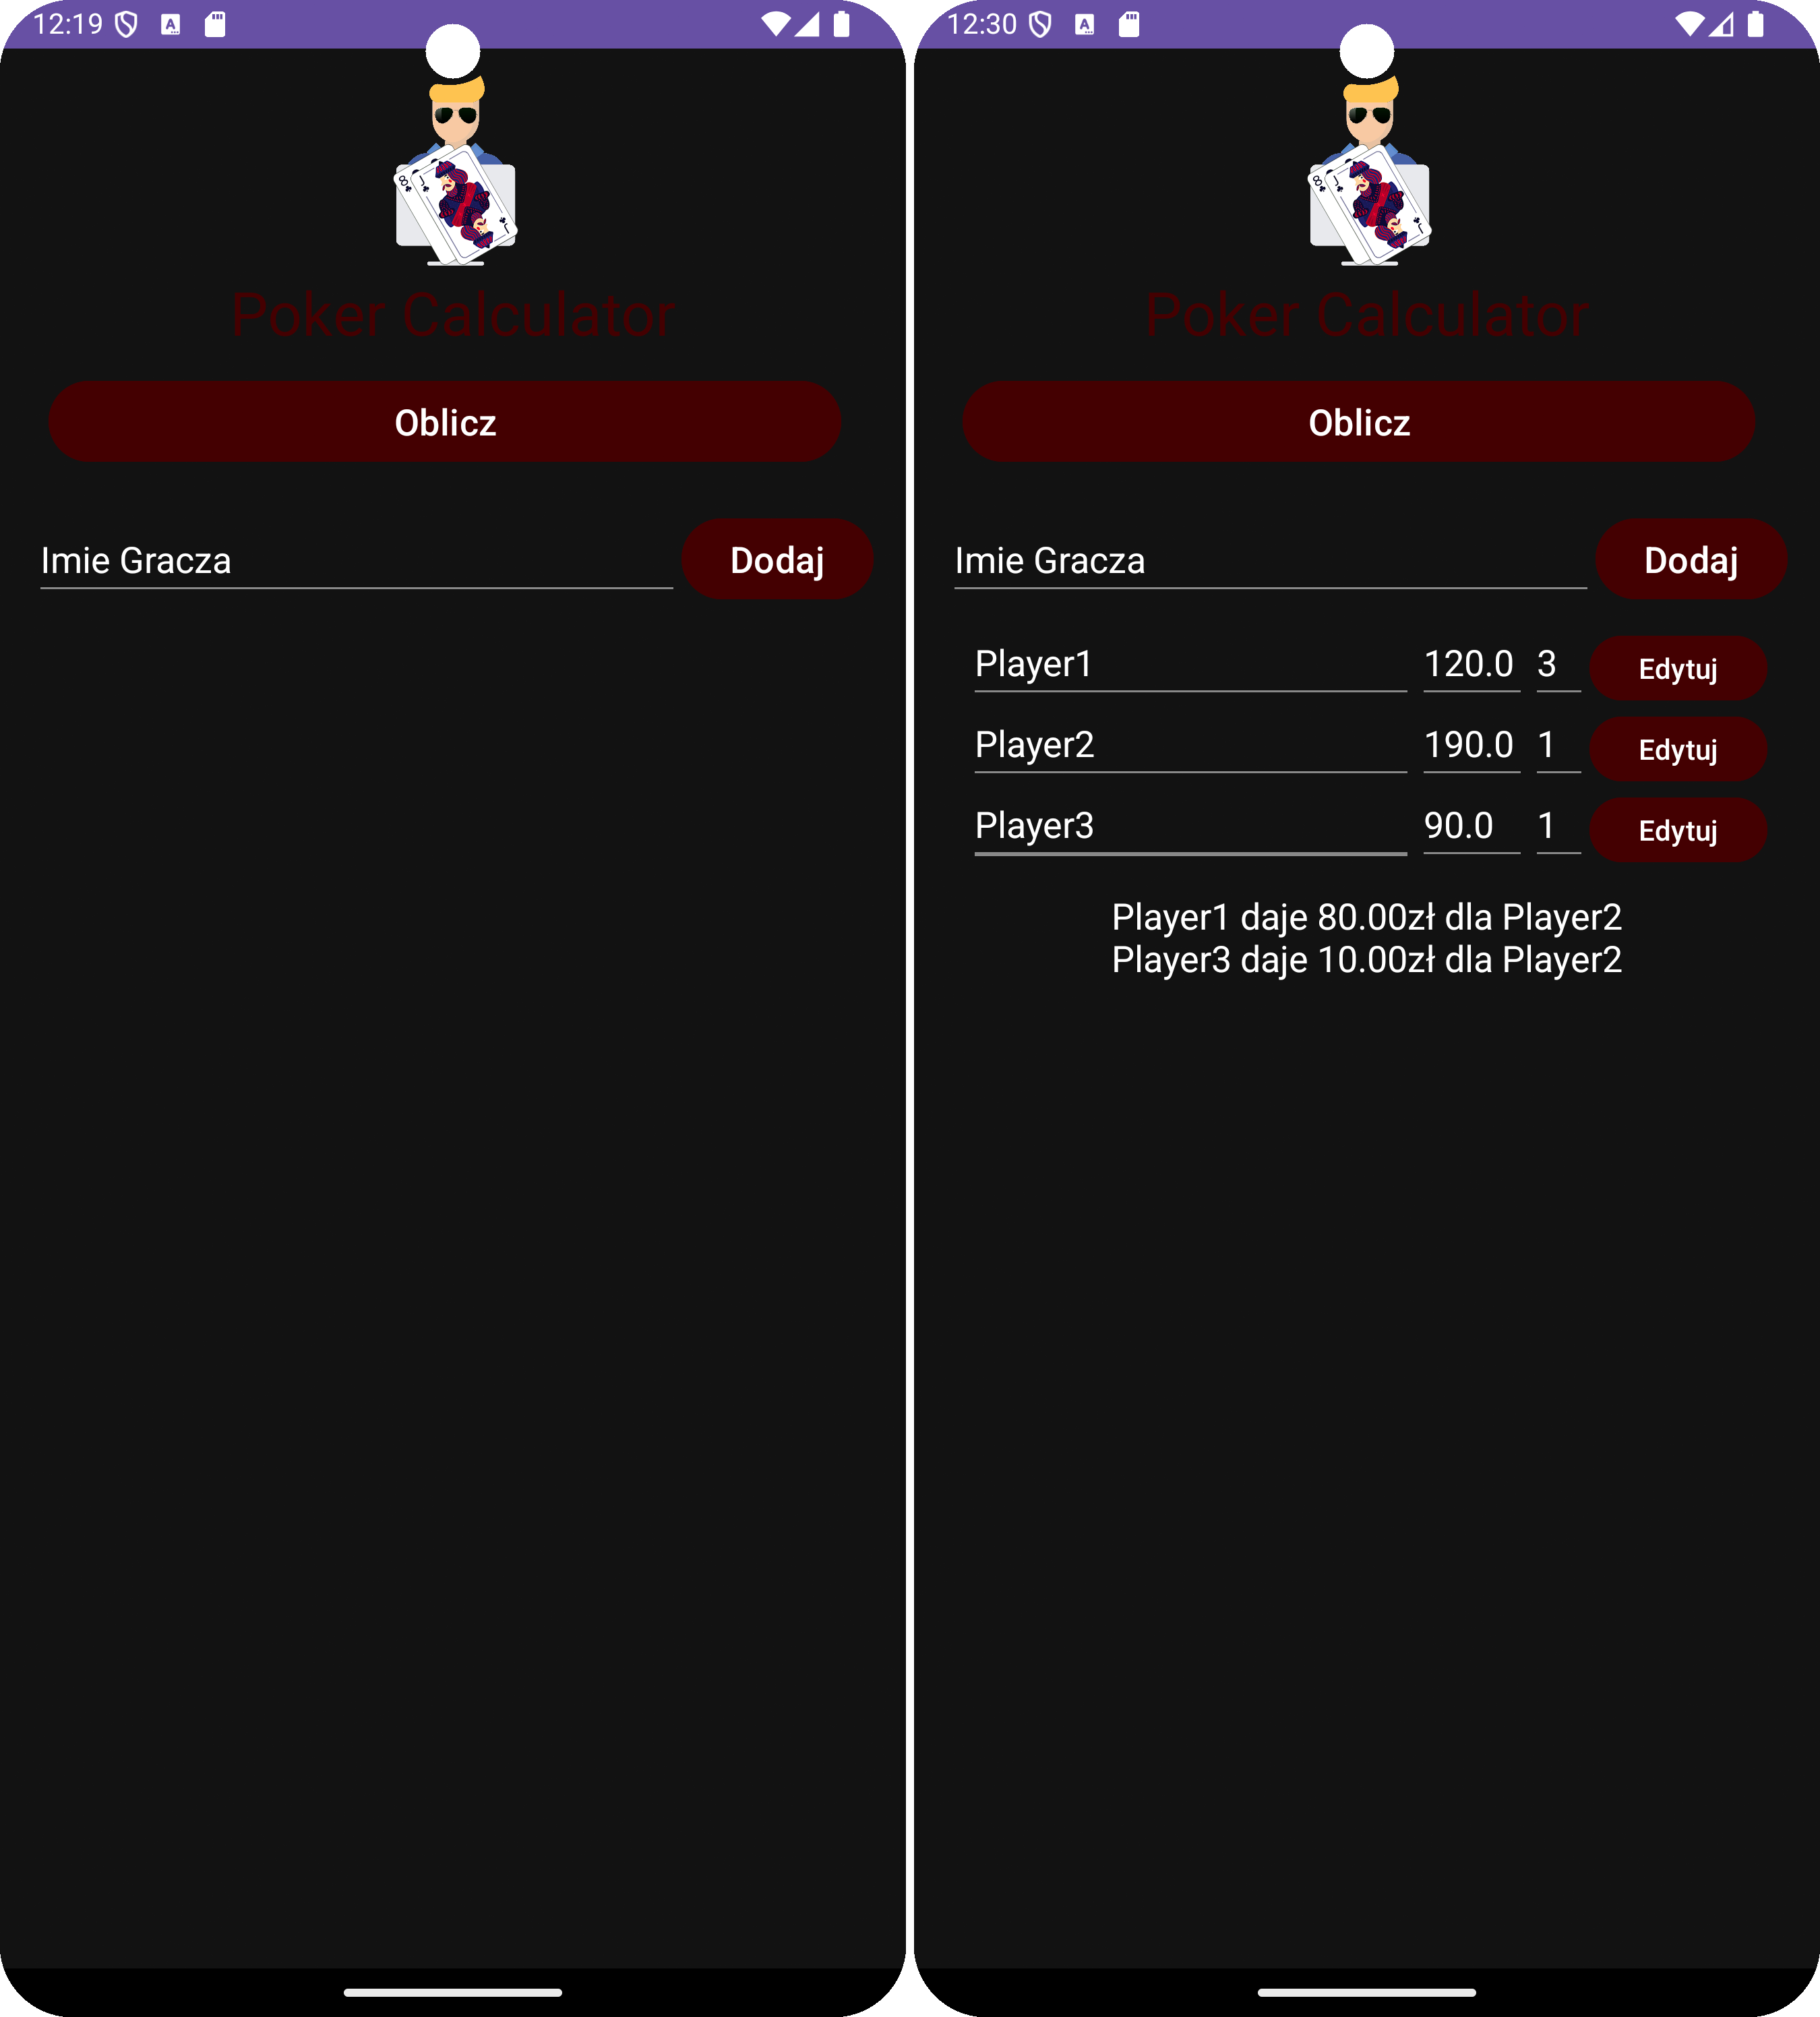 12:19
Poker Calculator
Oblicz
Imie Gracza Dodaj
12:30
Poker Calculator
Oblicz
Imie Gracza Dodaj
Player1 120.0 3 Edytuj
Player2 190.0 1 Edytuj
Player3 90.0 1 Edytuj
Player1 daje 80.00zł dla Player2
Player3 daje 10.00zł dla Player2